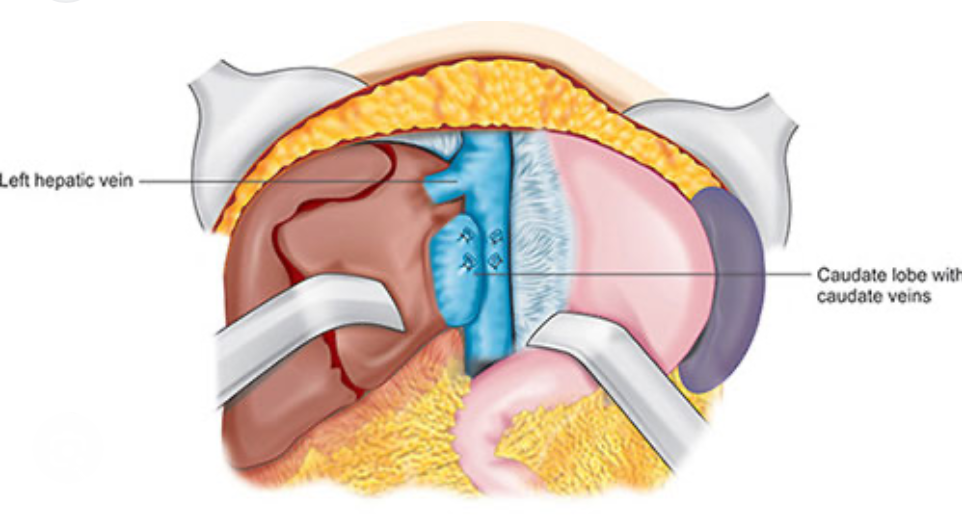 Left hepatic vein
Caudate lobe with
caudate veins